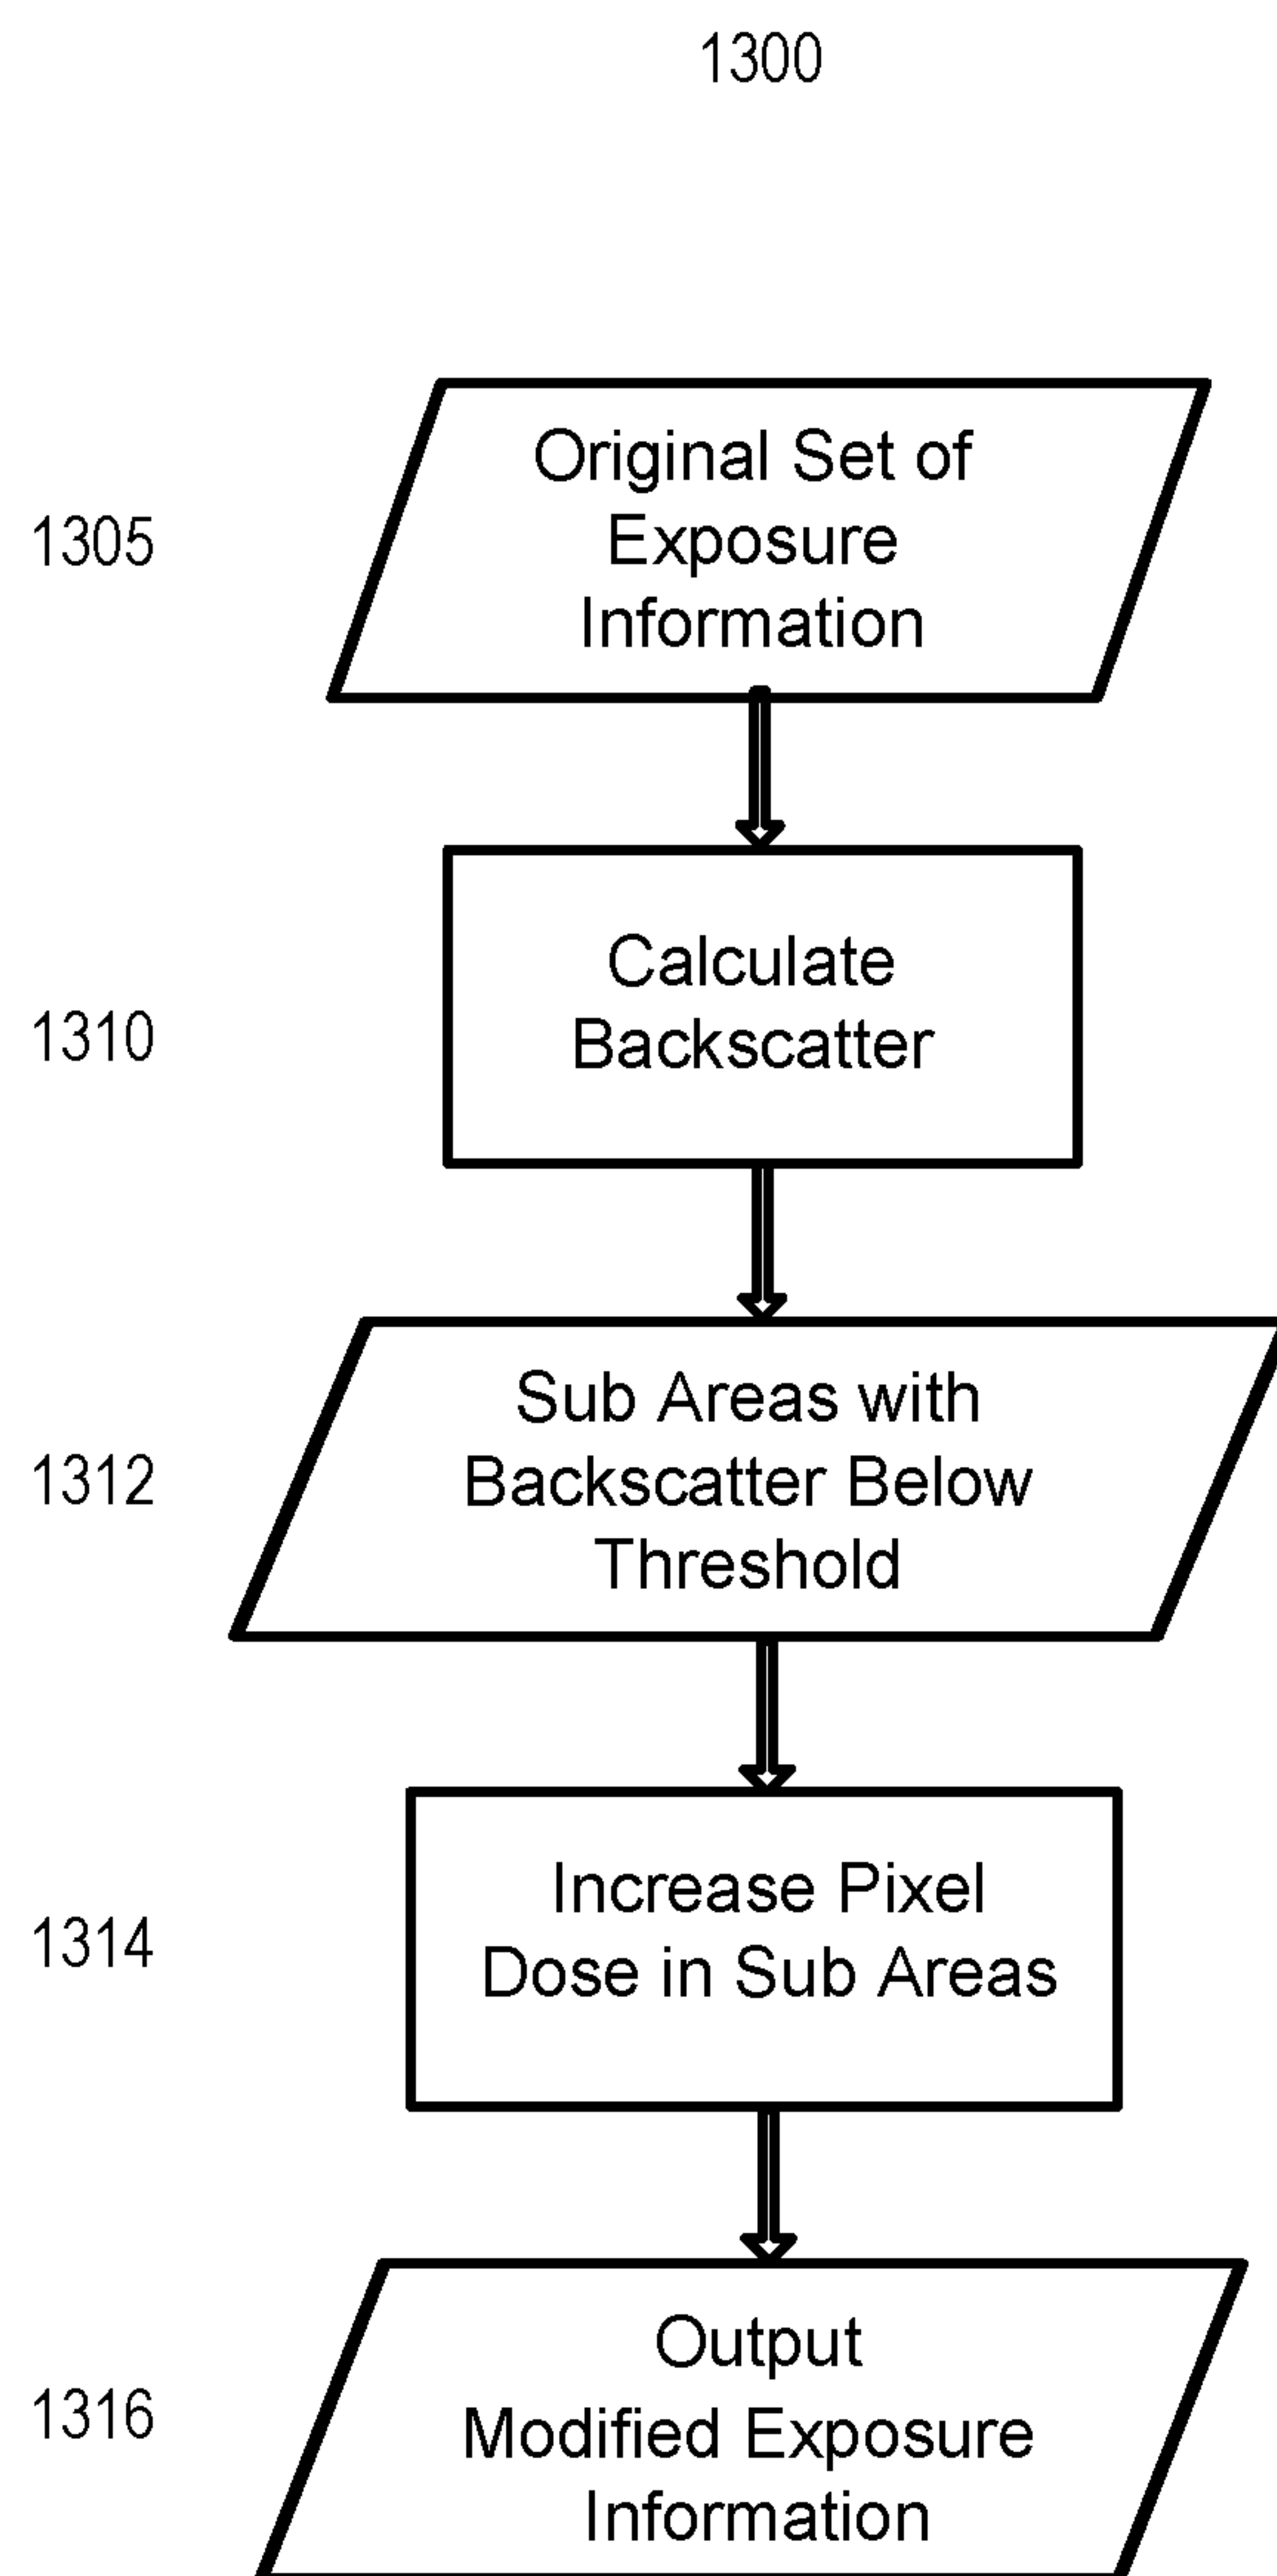 1300
1305
Original Set of
Exposure
Information
1310
Calculate
Backscatter
1312
Sub Areas with
Backscatter Below
Threshold
1314
Increase Pixel
Dose in Sub Areas
1316
Output
Modified Exposure
Information